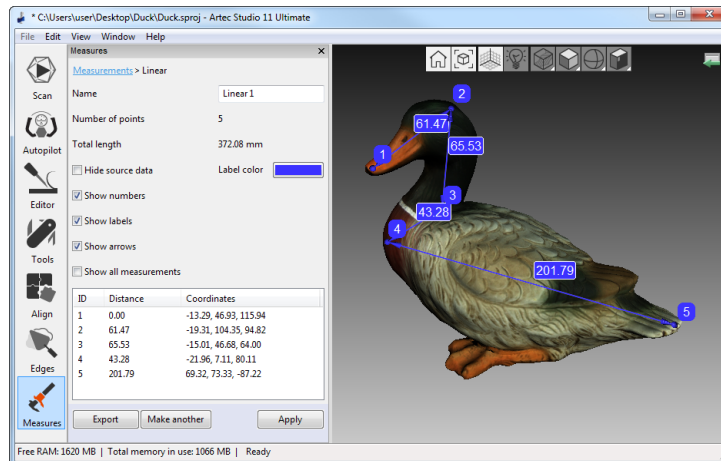 * C:\Users\user\Desktop\Duck\Duck.sproj - Artec Studio 11 Ultimate
File Edit View Window Help
Scan
Autopilot
Editor
Tools
Align
Edges
Measures
Measures
Measurements > Linear
Name Linear 1
Number of points 5
Total length 372.08 mm
Hide source data Label color
Show numbers
Show labels
Show arrows
Show all measurements
ID Distance Coordinates
1 0.00 -13.29, 46.93, 115.94
2 61.47 -19.31, 104.35, 94.82
3 65.53 -15.01, 46.68, 64.00
4 43.28 -21.96, 7.11, 80.11
5 201.79 69.32, 73.33, -87.22
Export Make another Apply
2
61.47
1
65.53
3
43.28
4
201.79
5
Free RAM: 1620 MB | Total memory in use: 1066 MB | Ready